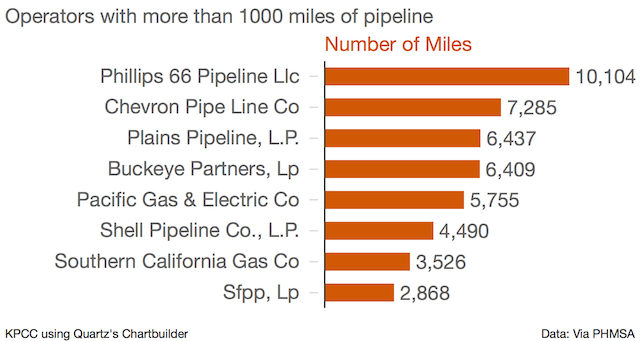 Operators with more than 1000 miles of pipeline
Number of Miles
Phillips 66 Pipeline Llc 10,104
Chevron Pipe Line Co 7,285
Plains Pipeline, L.P. 6,437
Buckeye Partners, Lp 6,409
Pacific Gas & Electric Co 5,755
Shell Pipeline Co., L.P. 4,490
Southern California Gas Co 3,526
Sfpp, Lp 2,868
KPCC using Quartz's Chartbuilder Data: Via PHMSA